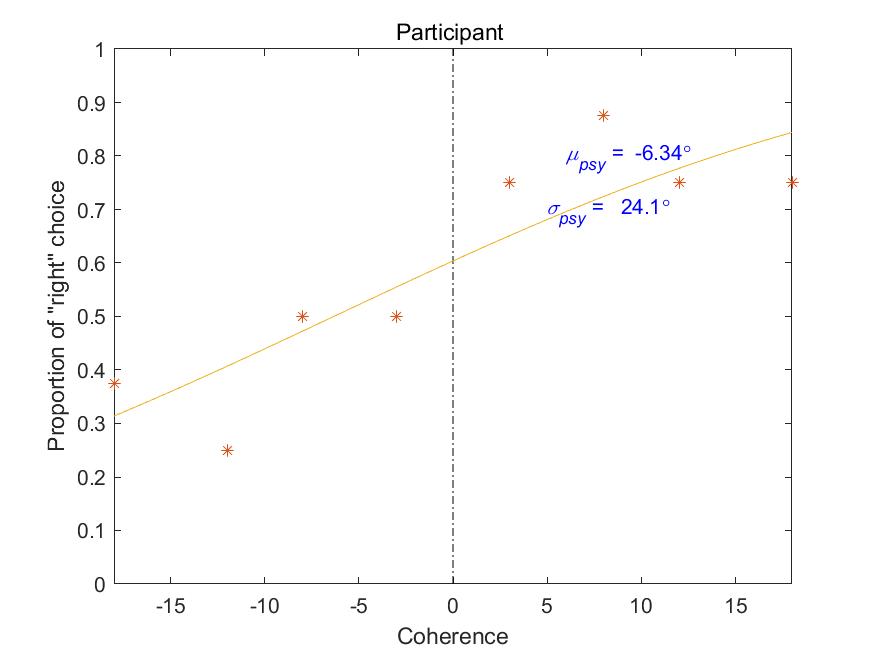 Participant
1
0.9
0.8
0.7
0.6
0.5
0.4
0.3
0.2
0.1
0
Proportion of "right" choice
μpsy = -6.34°
σpsy = 24.1°
-15 -10 -5 0 5 10 15
Coherence